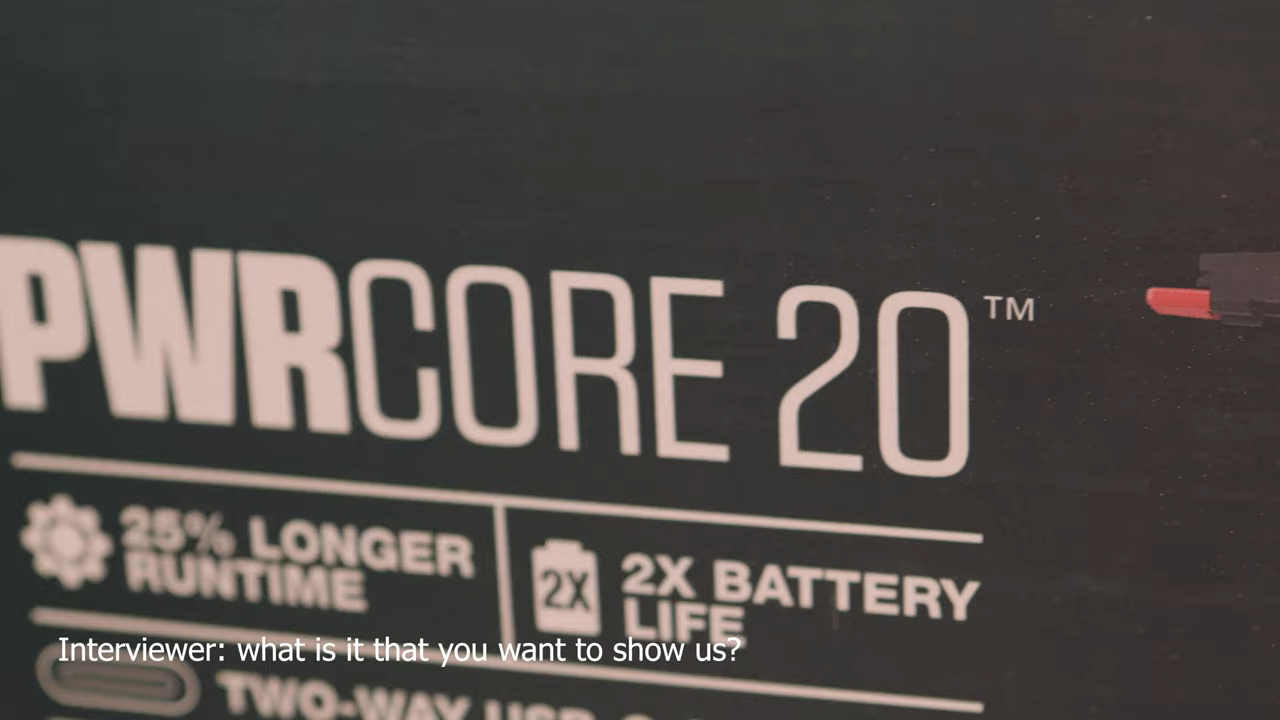 PWRCORE 20™
25% LONGER
RUNTIME
2X
2X BATTERY
LIFE
Interviewer: what is it that you want to show us?
TWO-WAY USB